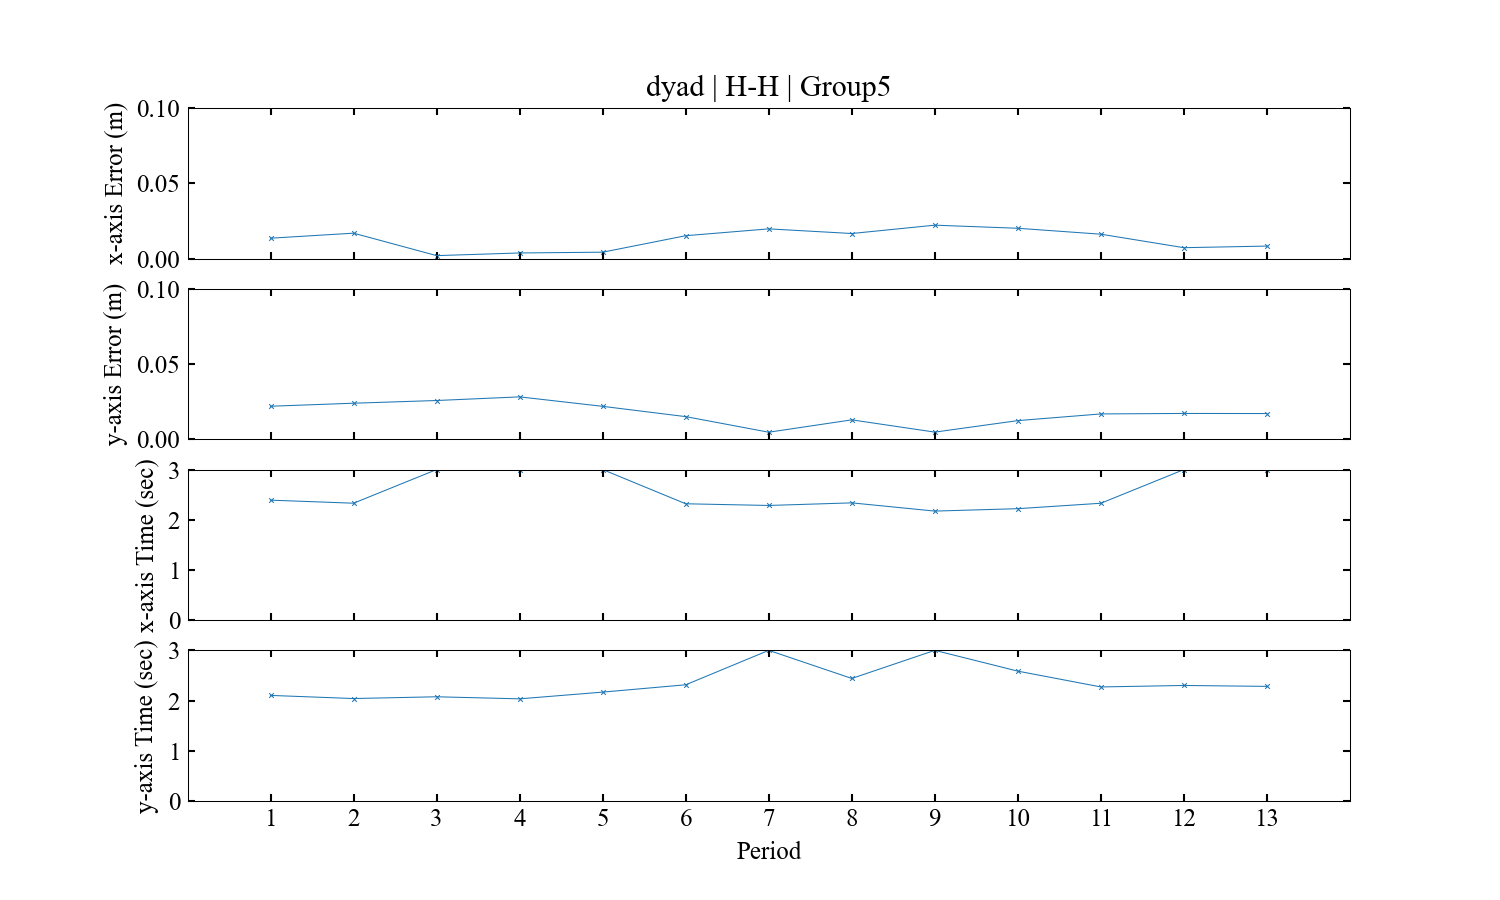 dyad | H-H | Group5
x-axis Error (m)
0.10
0.05
0.00
y-axis Error (m)
0.10
0.05
0.00
x-axis Time (sec)
3
2
1
0
y-axis Time (sec)
3
2
1
0
1 2 3 4 5 6 7 8 9 10 11 12 13
Period